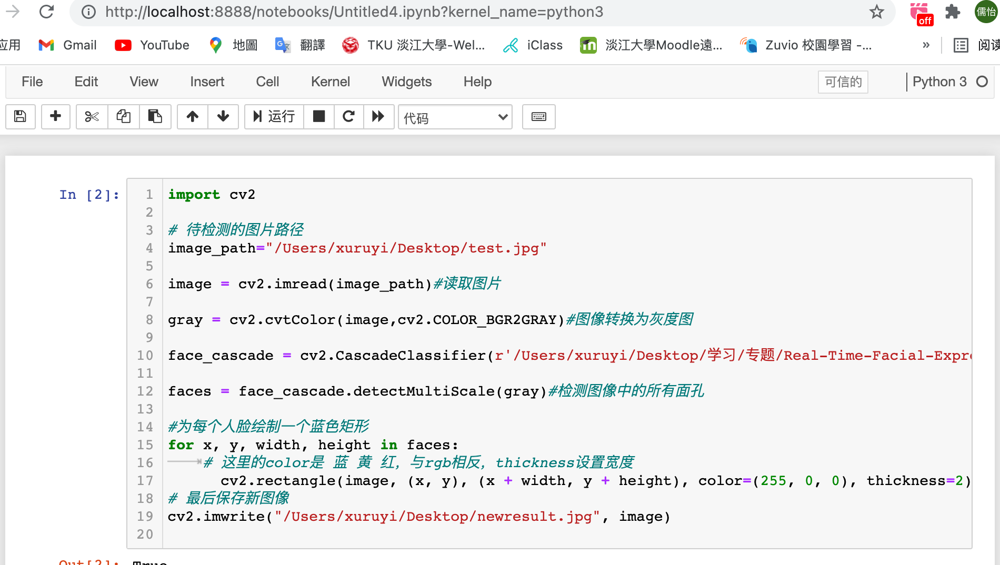 http://localhost:8888/notebooks/Untitled4.ipynb?kernel_name=python3
off
儒怡
应用 Gmail YouTube 地圖 翻譯 TKU 淡江大學-Wel... iClass 淡江大學Moodle遠... Zuvio 校園學習 -... » 阅读
File Edit View Insert Cell Kernel Widgets Help 可信的 Python 3
运行 代码
In [2]:
1 import cv2
2
3 # 待检测的图片路径
4 image_path="/Users/xuruyi/Desktop/test.jpg"
5
6 image = cv2.imread(image_path)#读取图片
7
8 gray = cv2.cvtColor(image,cv2.COLOR_BGR2GRAY)#图像转换为灰度图
9
10 face_cascade = cv2.CascadeClassifier(r'/Users/xuruyi/Desktop/学习/专题/Real-Time-Facial-Expre
11
12 faces = face_cascade.detectMultiScale(gray)#检测图像中的所有面孔
13
14 #为每个人脸绘制一个蓝色矩形
15 for x, y, width, height in faces:
16 # 这里的color是 蓝 黄 红, 与rgb相反, thickness设置宽度
17 cv2.rectangle(image, (x, y), (x + width, y + height), color=(255, 0, 0), thickness=2)
18 # 最后保存新图像
19 cv2.imwrite("/Users/xuruyi/Desktop/newresult.jpg", image)
20
Out[2]: True